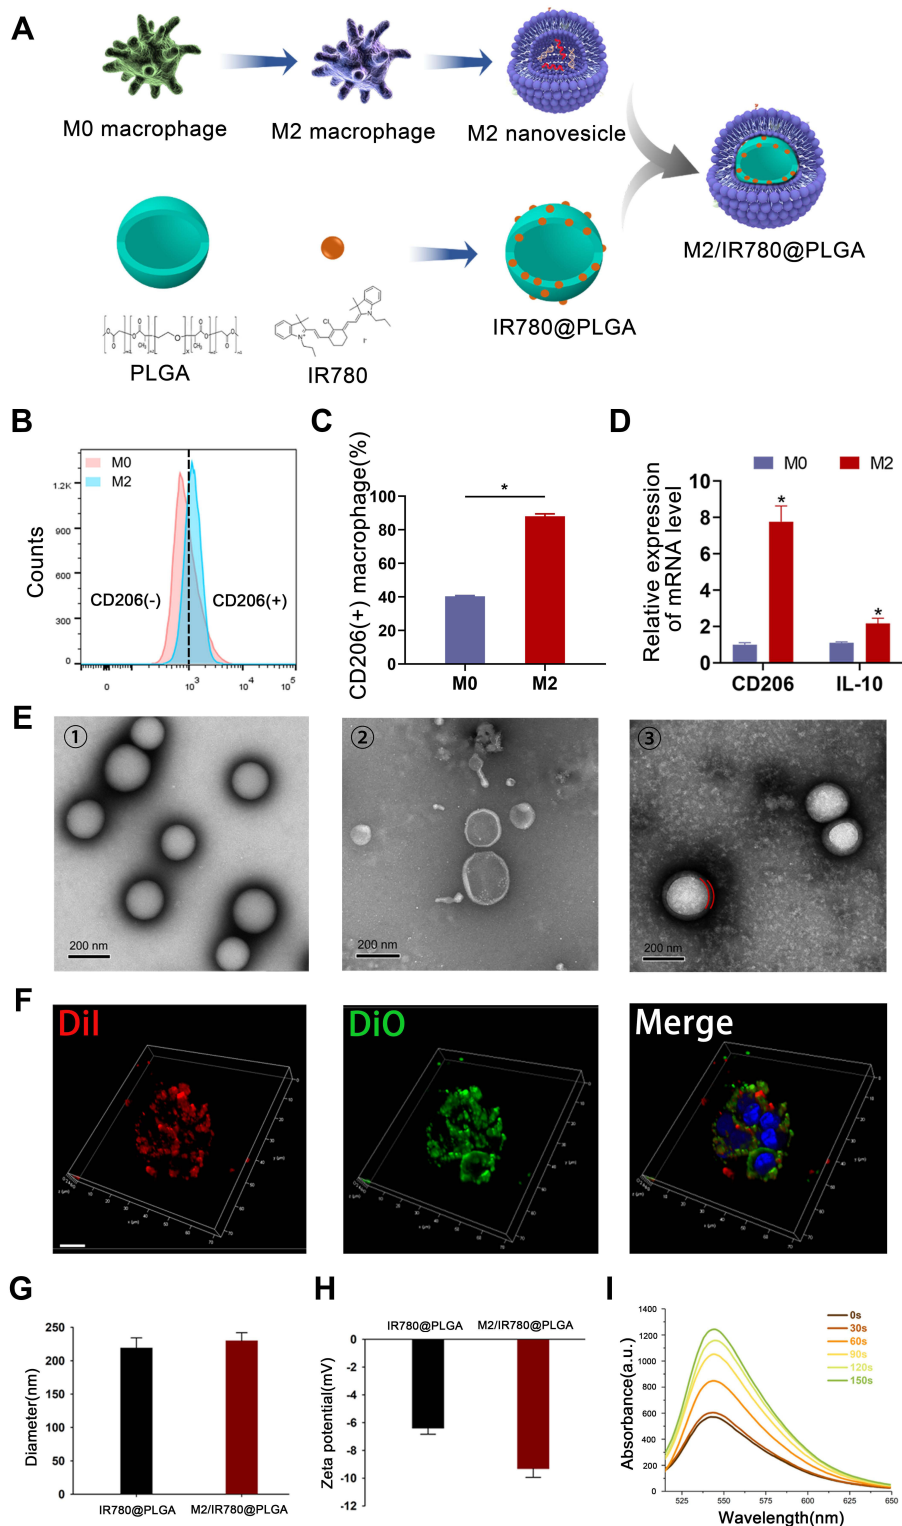 A
M0 macrophage
M2 macrophage
M2 nanovesicle
M2/IR780@PLGA
IR780@PLGA
PLGA
IR780
Cl
I⁻
B
M0
M2
1.2K
900
600
300
0
Counts
CD206(-)
CD206(+)
0
10³
10⁴
10⁵
C
CD206(+) macrophage(%)
100
80
60
40
20
0
*
M0
M2
D
M0
M2
Relative expression
of mRNA level
10
8
6
4
2
0
*
*
CD206
IL-10
E
①
200 nm
②
200 nm
③
200 nm
F
DiI
DiO
Merge
G
Diameter(nm)
250
200
150
100
50
0
IR780@PLGA
M2/IR780@PLGA
H
IR780@PLGA
M2/IR780@PLGA
Zeta potential(mV)
0
-2
-4
-6
-8
-10
-12
I
Absorbance(a.u.)
1400
1200
1000
800
600
400
200
0
0s
30s
60s
90s
120s
150s
525
550
575
600
625
650
Wavelength(nm)